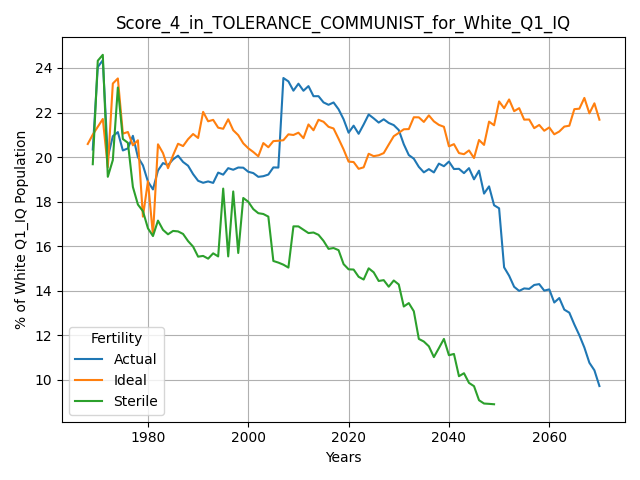 Score_4_in_TOLERANCE_COMMUNIST_for_White_Q1_IQ
% of White Q1_IQ Population
24
22
20
18
16
14
12
10
Fertility
Actual
Ideal
Sterile
1980
2000
2020
2040
2060
Years